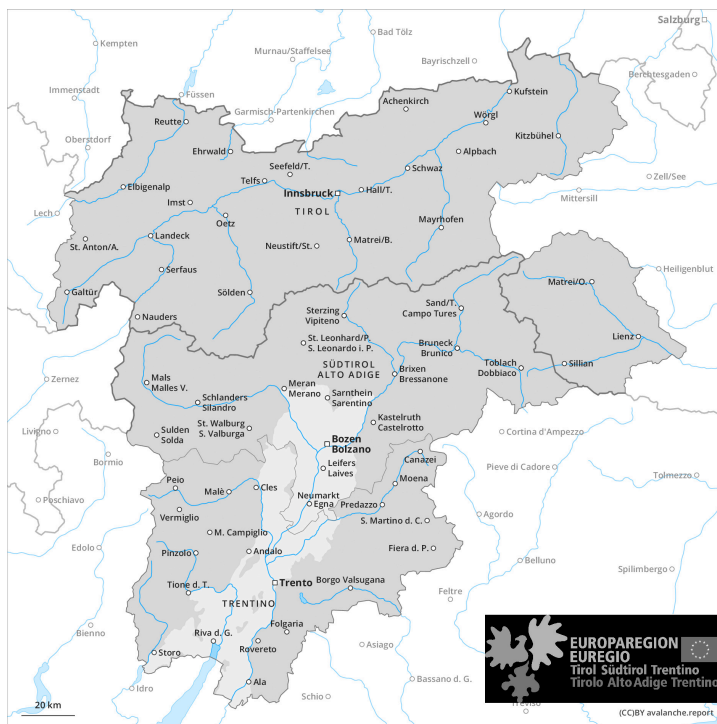 Salzburg
Kempten
Bad Tölz
Murnau/Staffelsee
Bayrischzell
Berchtesgaden
Immenstadt
Füssen
Garmisch-Partenkirchen
Achenkirch
Kufstein
Reutte
Wörgl
Oberstdorf
Ehrwald
Kitzbühel
Alpbach
Seefeld/T.
Schwaz
Zell/See
Telfs
Elbigenalp
Innsbruck
Hall/T.
Mittersill
Imst
TIROL
Lech
Oetz
Mayrhofen
Landeck
St. Anton/A.
Neustift/St.
Matrei/B.
Serfaus
Heiligenblut
Matrei/O.
Galtür
Sölden
Sand/T.
Campo Tures
Nauders
Sterzing
Vipiteno
Lienz
St. Leonhard/P.
S. Leonardo i. P.
Bruneck
Brunico
Toblach
Dobbiaco
Sillian
SÜDTIROL
ALTO ADIGE
Brixen
Bressanone
Zernez
Mals
Malles V.
Meran
Merano
Sarnthein
Sarentino
Schlanders
Silandro
Kastelruth
Castelrotto
Livigno
Sulden
Solda
St. Walburg
S. Valburga
Bozen
Bolzano
Cortina d'Ampezzo
Bormio
Canazei
Pieve di Cadore
Leifers
Laives
Tolmezzo
Peio
Malè
Cles
Moena
Poschiavo
Neumarkt
Egna
Predazzo
Vermiglio
Agordo
S. Martino d. C.
M. Campiglio
Edolo
Pinzolo
Andalo
Fiera d. P.
Belluno
Spilimbergo
Tione d. T.
Trento
Borgo Valsugana
Feltre
TRENTINO
Bienno
Riva d. G.
Folgaria
Rovereto
Asiago
Storo
EUROPAREGION
EUREGIO
Tirol Südtirol Trentino
Tirolo Alto Adige Trentino
Ala
Bassano d. G.
Idro
Schio
Treviso
20 km
(CC)BY avalanche.report